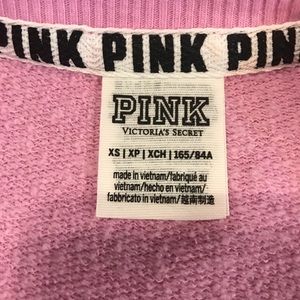 PINK PINK PINK
PINK
VICTORIA'S SECRET
XS | XP | XCH | 165/84A
made in vietnam/fabriqué au
vietnam/hecho en vietnam/
fabbricato in vietnam/越南制造